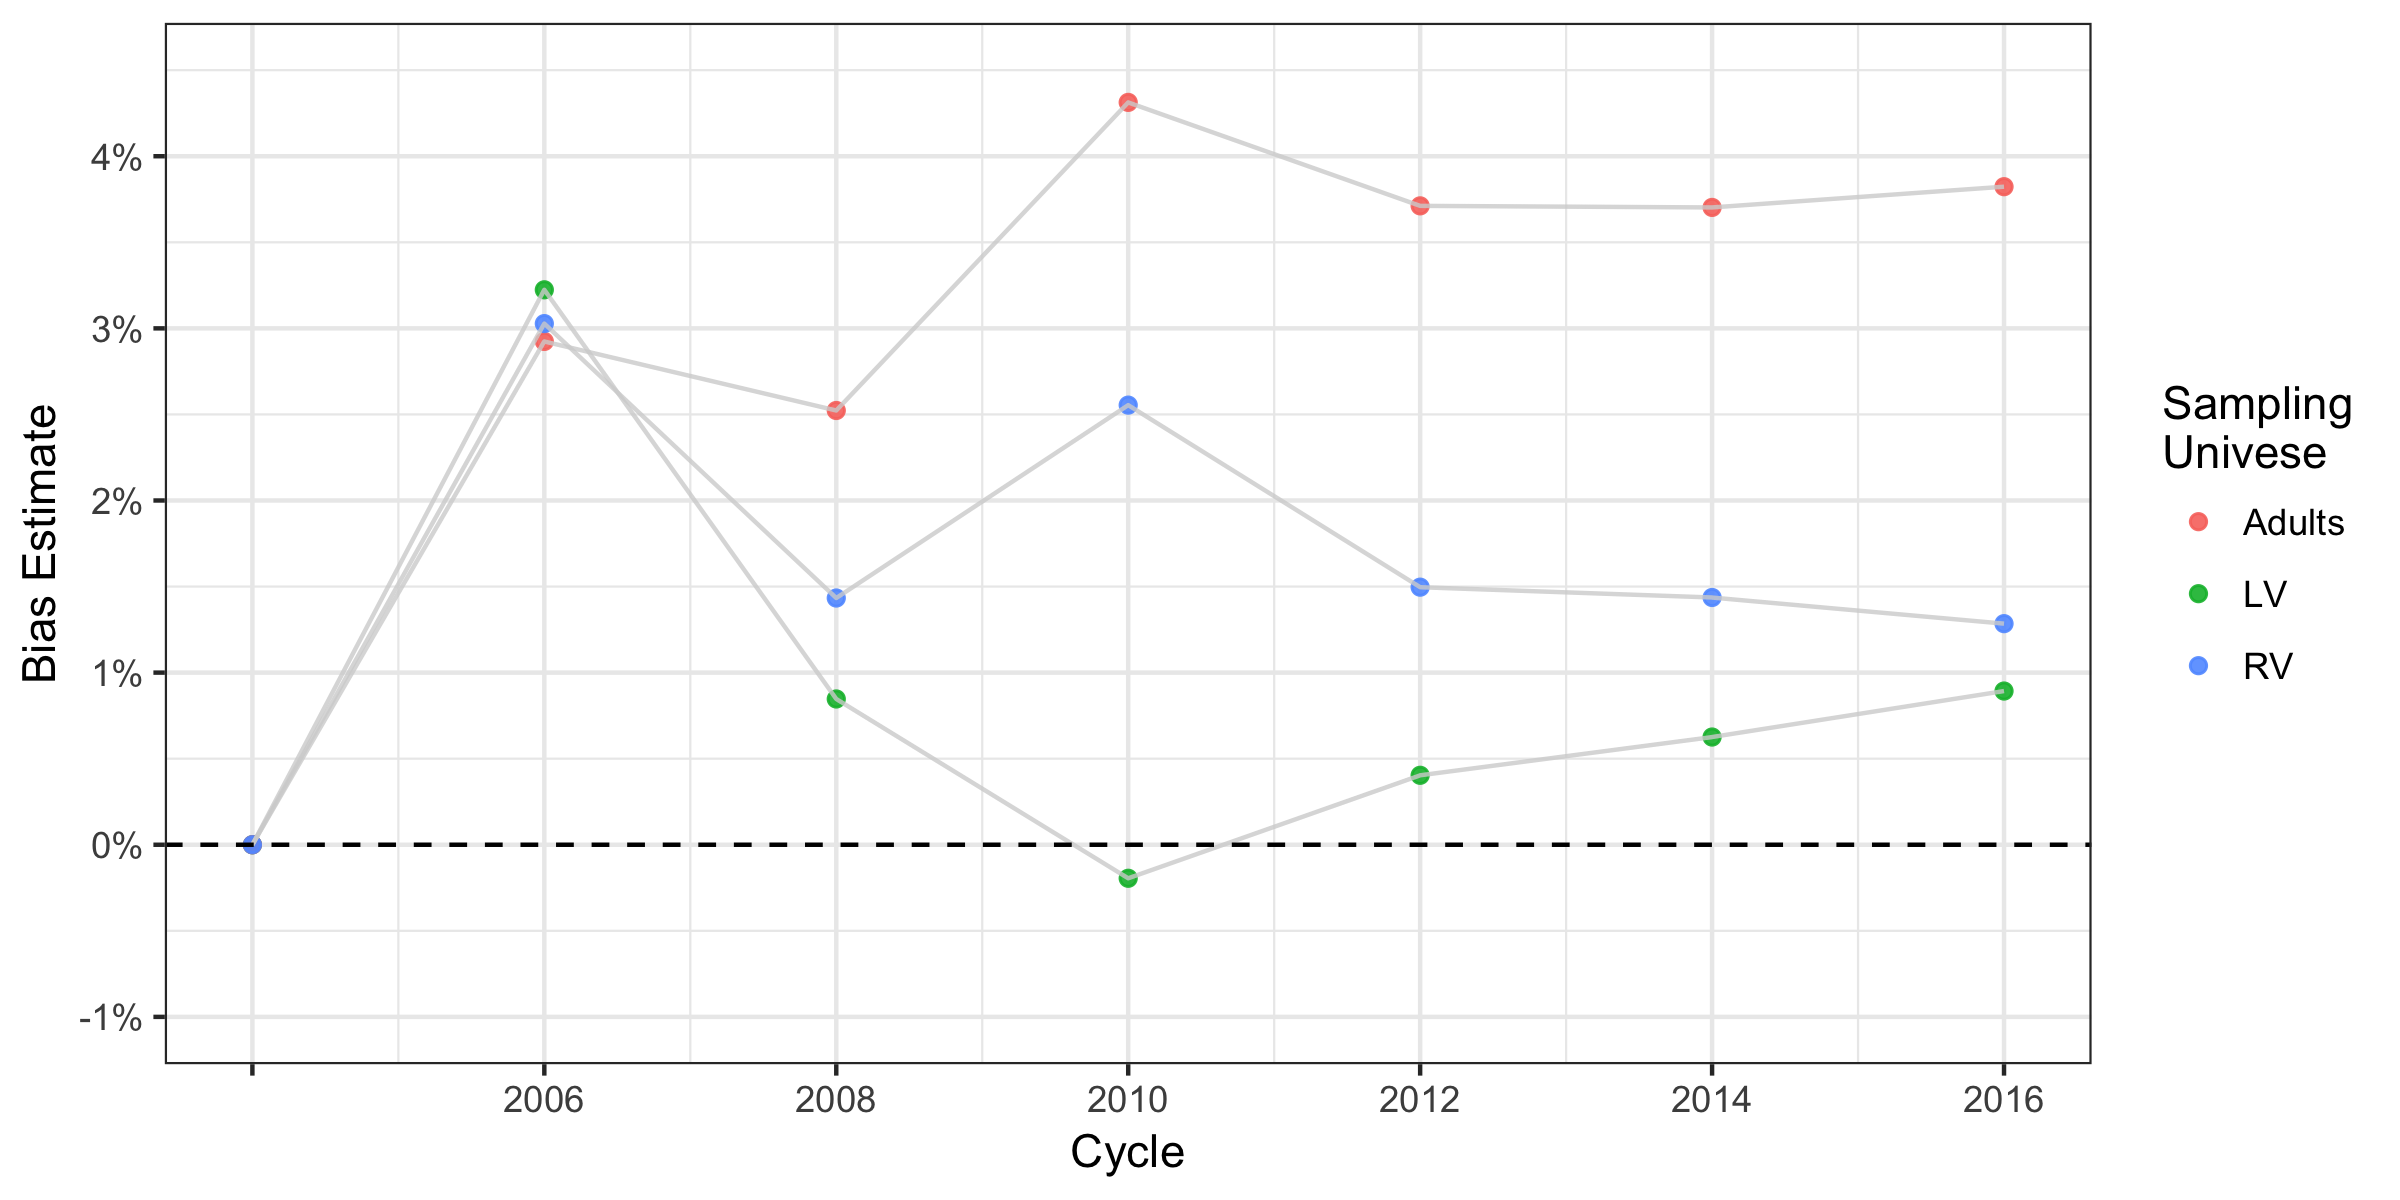 4%
3%
2%
1%
0%
-1%
Bias Estimate
2006
2008
2010
2012
2014
2016
Cycle
Sampling
Univese
Adults
LV
RV